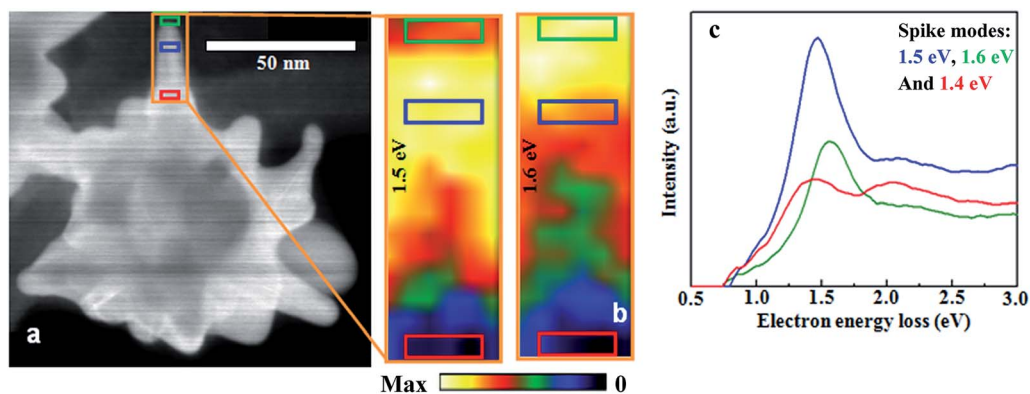 50 nm
a
1.5 eV
1.6 eV
b
Max
0
c
Spike modes:
1.5 eV, 1.6 eV
And 1.4 eV
Intensity (a.u.)
0.5 1.0 1.5 2.0 2.5 3.0
Electron energy loss (eV)